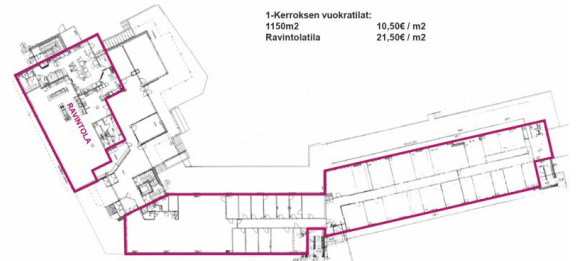 1-Kerroksen vuokratilat:
1150m2 10,50€ / m2
Ravintolatila 21,50€ / m2
RAVINTOLA